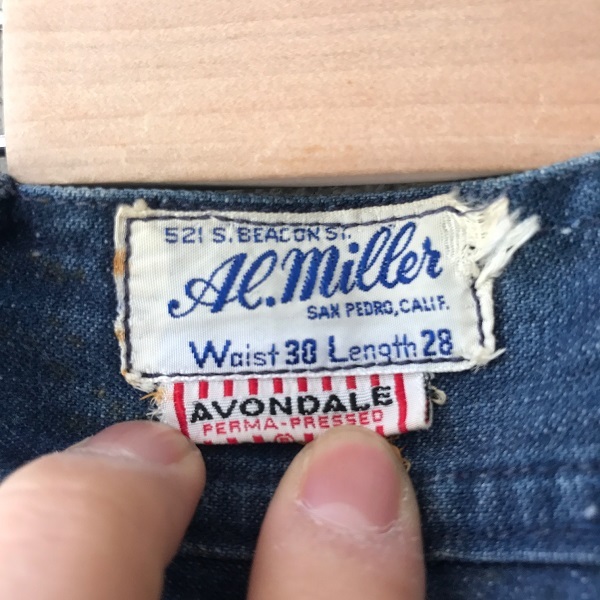 521 S. BEACON ST.
Al. Miller
SAN PEDRO, CALIF.
Waist 30 Length 28
AVONDALE
PERMA-PRESSED
®